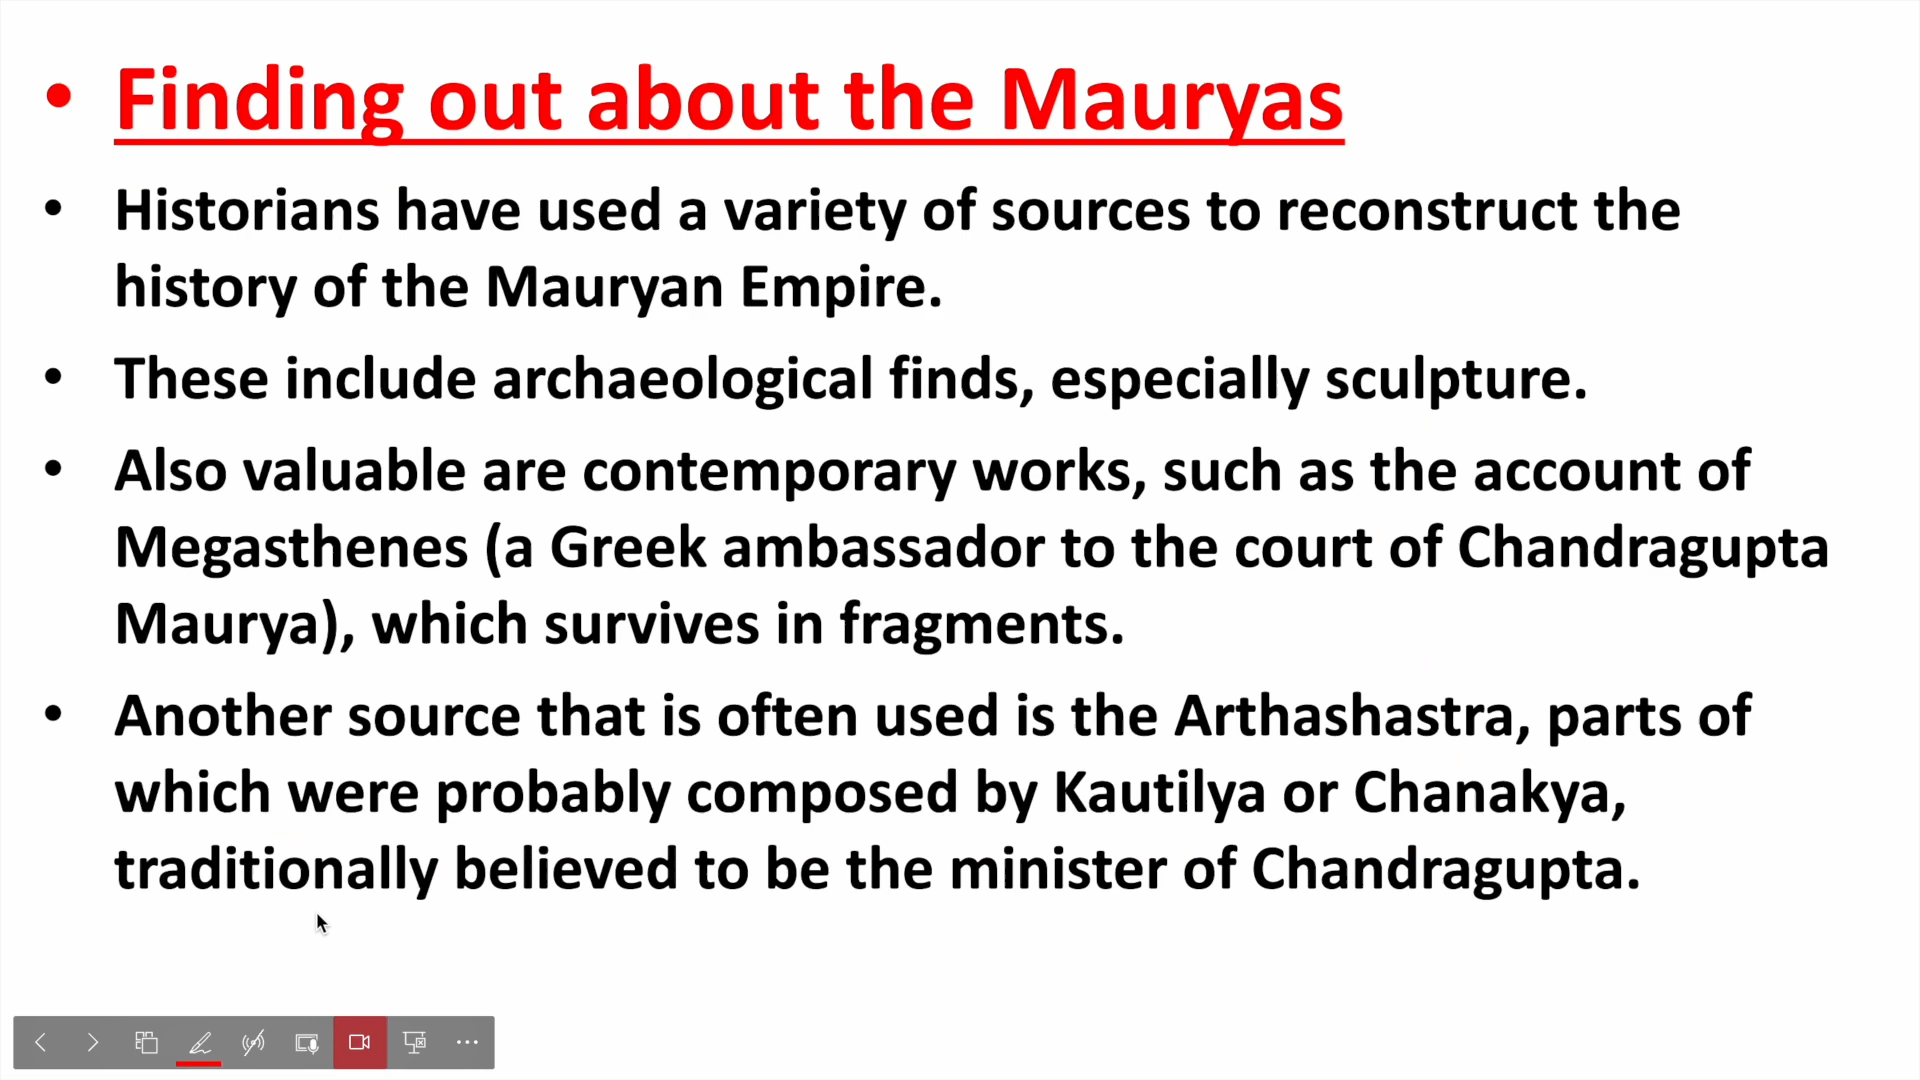 • Finding out about the Mauryas
• Historians have used a variety of sources to reconstruct the
history of the Mauryan Empire.
• These include archaeological finds, especially sculpture.
• Also valuable are contemporary works, such as the account of
Megasthenes (a Greek ambassador to the court of Chandragupta
Maurya), which survives in fragments.
• Another source that is often used is the Arthashastra, parts of
which were probably composed by Kautilya or Chanakya,
traditionally believed to be the minister of Chandragupta.